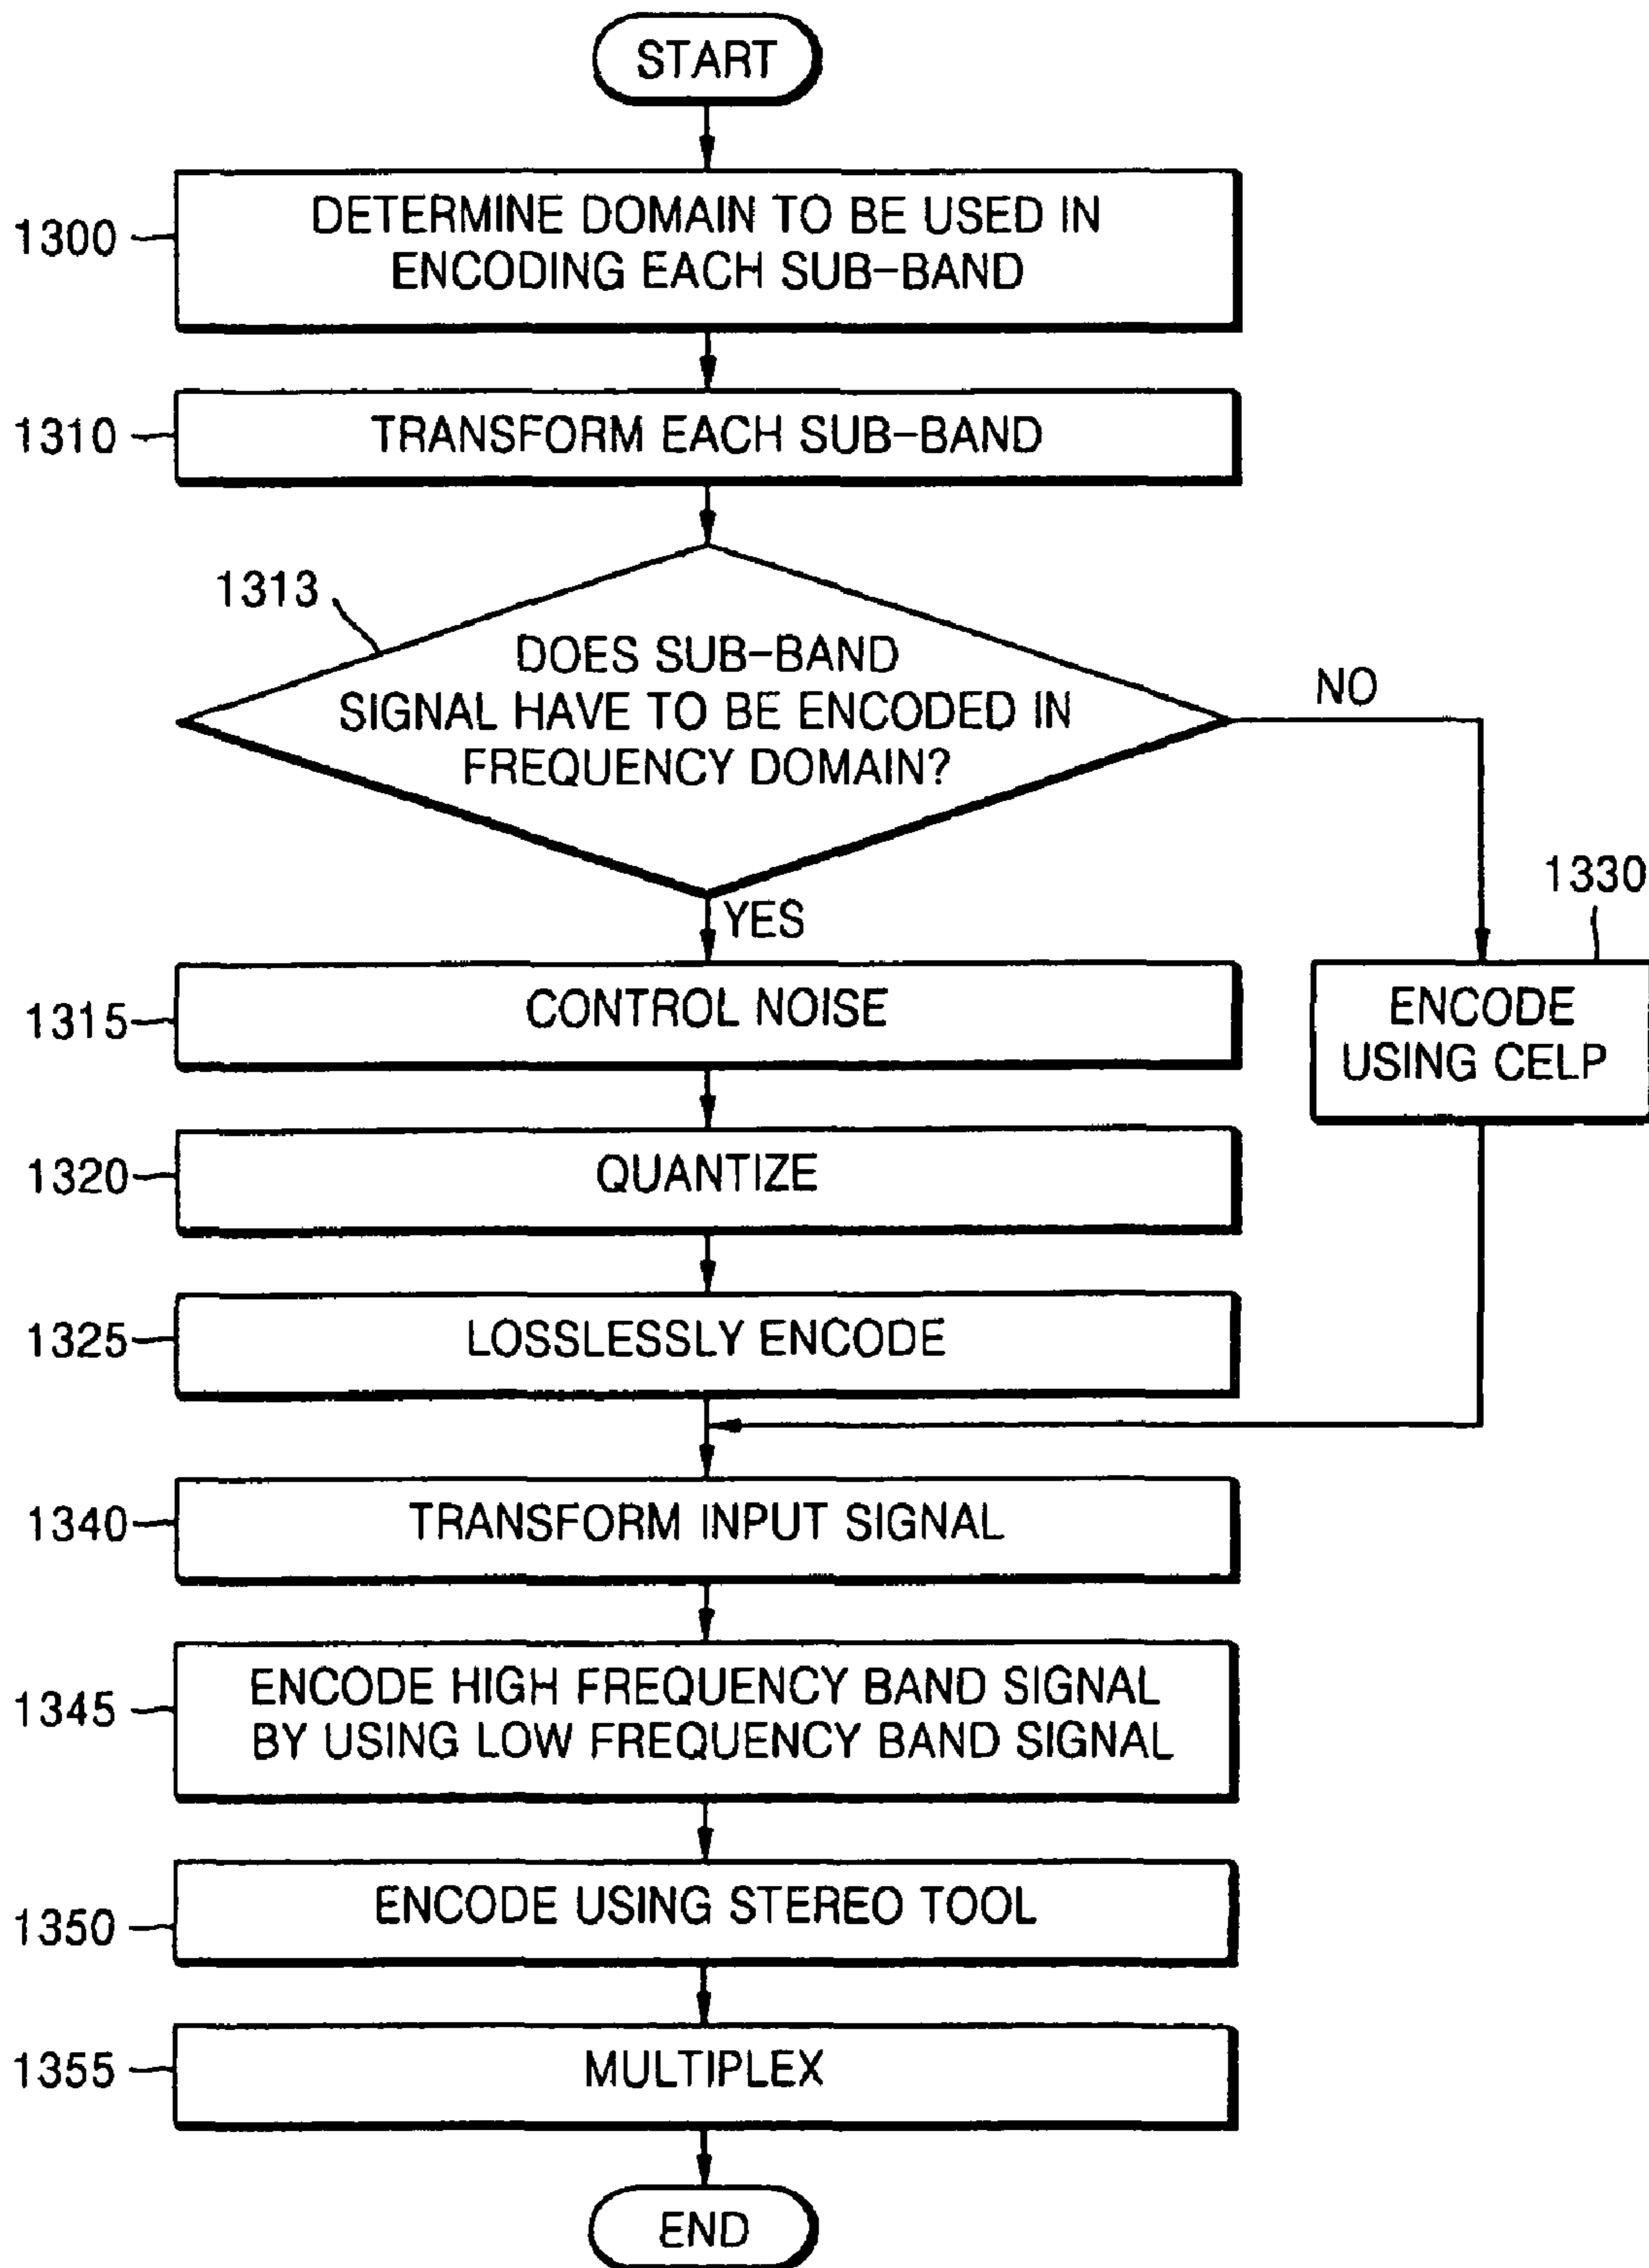 START
1300
DETERMINE DOMAIN TO BE USED IN
ENCODING EACH SUB-BAND
1310
TRANSFORM EACH SUB-BAND
1313
DOES SUB-BAND
SIGNAL HAVE TO BE ENCODED IN
FREQUENCY DOMAIN?
NO
YES
1330
ENCODE
USING CELP
1315
CONTROL NOISE
1320
QUANTIZE
1325
LOSSLESSLY ENCODE
1340
TRANSFORM INPUT SIGNAL
1345
ENCODE HIGH FREQUENCY BAND SIGNAL
BY USING LOW FREQUENCY BAND SIGNAL
1350
ENCODE USING STEREO TOOL
1355
MULTIPLEX
END